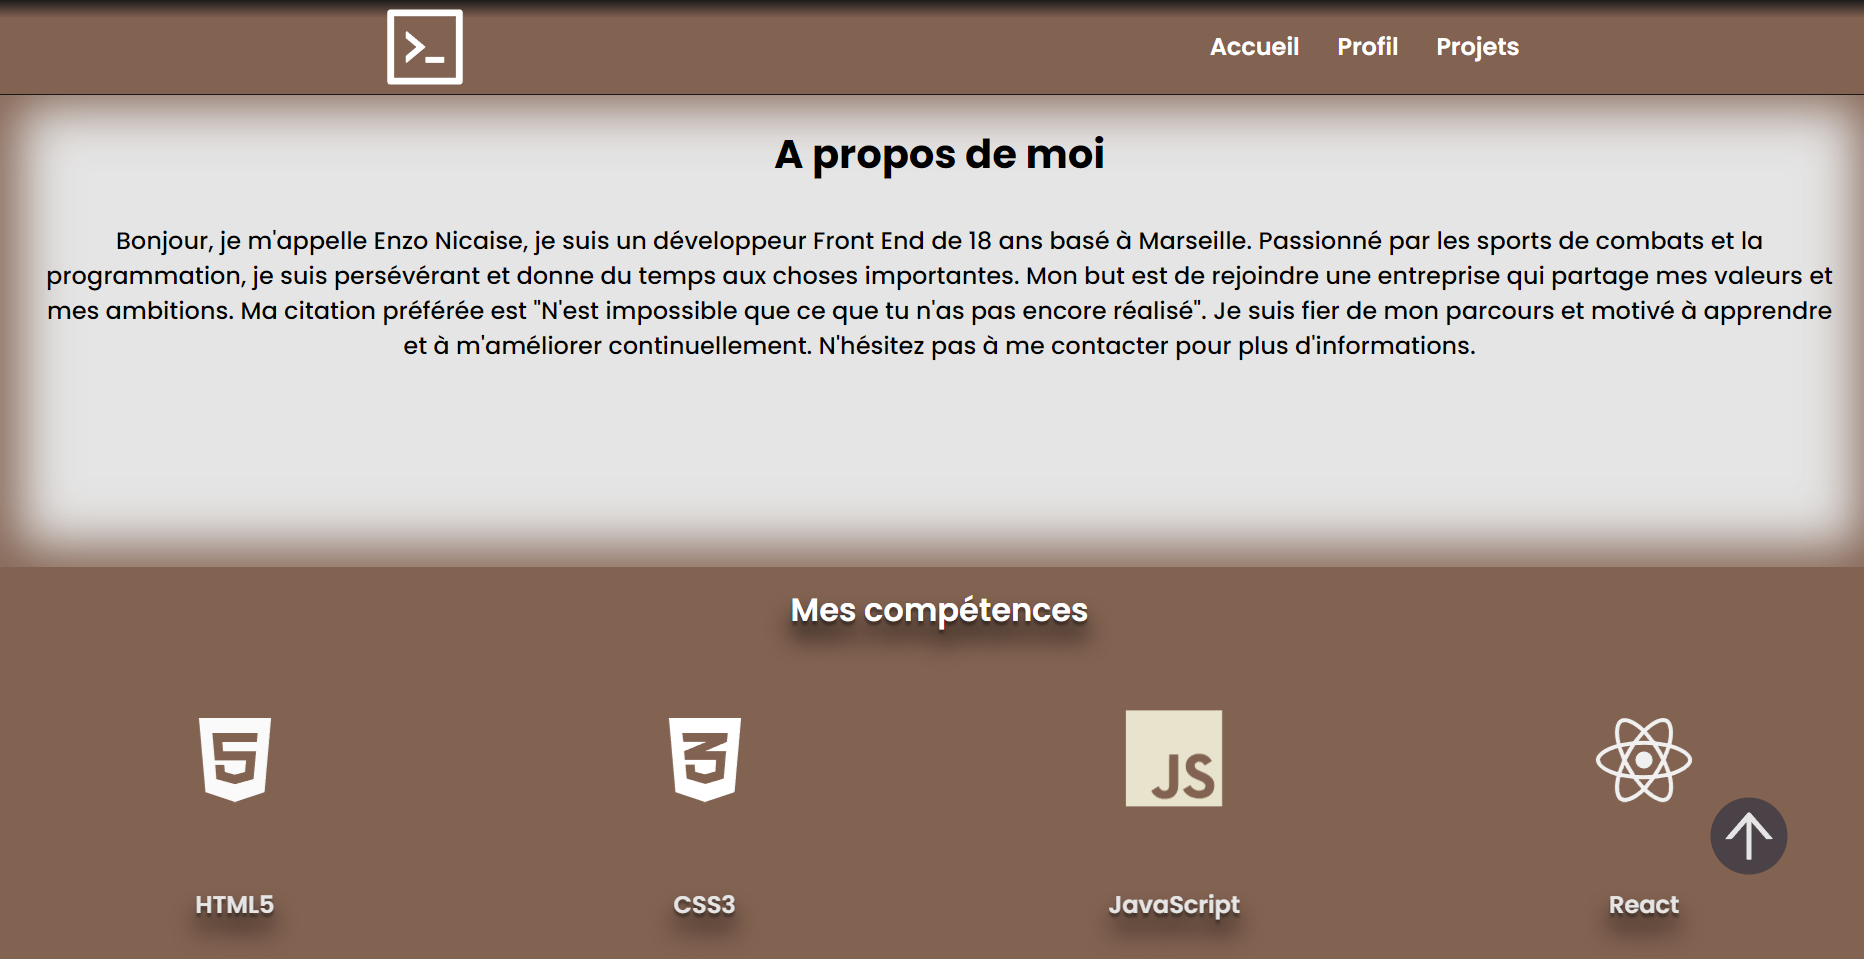 >_
Accueil Profil Projets
A propos de moi
Bonjour, je m'appelle Enzo Nicaise, je suis un développeur Front End de 18 ans basé à Marseille. Passionné par les sports de combats et la
programmation, je suis persévérant et donne du temps aux choses importantes. Mon but est de rejoindre une entreprise qui partage mes valeurs et
mes ambitions. Ma citation préférée est "N'est impossible que ce que tu n'as pas encore réalisé". Je suis fier de mon parcours et motivé à apprendre
et à m'améliorer continuellement. N'hésitez pas à me contacter pour plus d'informations.
Mes compétences
5 3 JS
HTML5 CSS3 JavaScript React